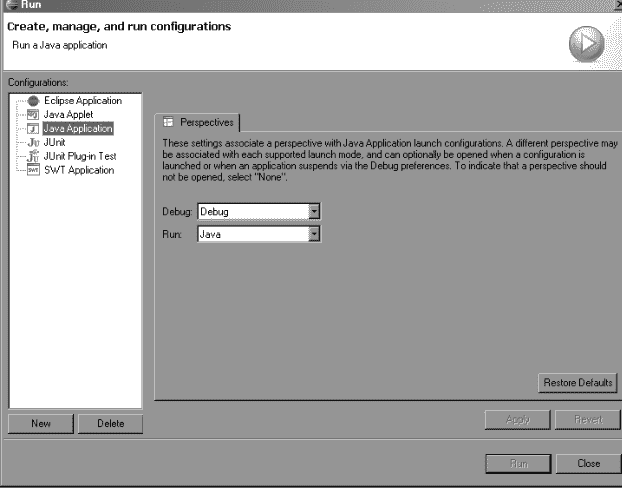 Run
Create, manage, and run configurations
Run a Java application
Configurations:
Eclipse Application
Java Applet
Java Application
JUnit
JUnit Plug-in Test
SWT Application
Perspectives
These settings associate a perspective with Java Application launch configurations. A different perspective may
be associated with each supported launch mode, and can optionally be opened when a configuration is
launched or when an application suspends via the Debug preferences. To indicate that a perspective should
not be opened, select "None".
Debug: Debug
Run: Java
Restore Defaults
New Delete
Apply Revert
Run Close